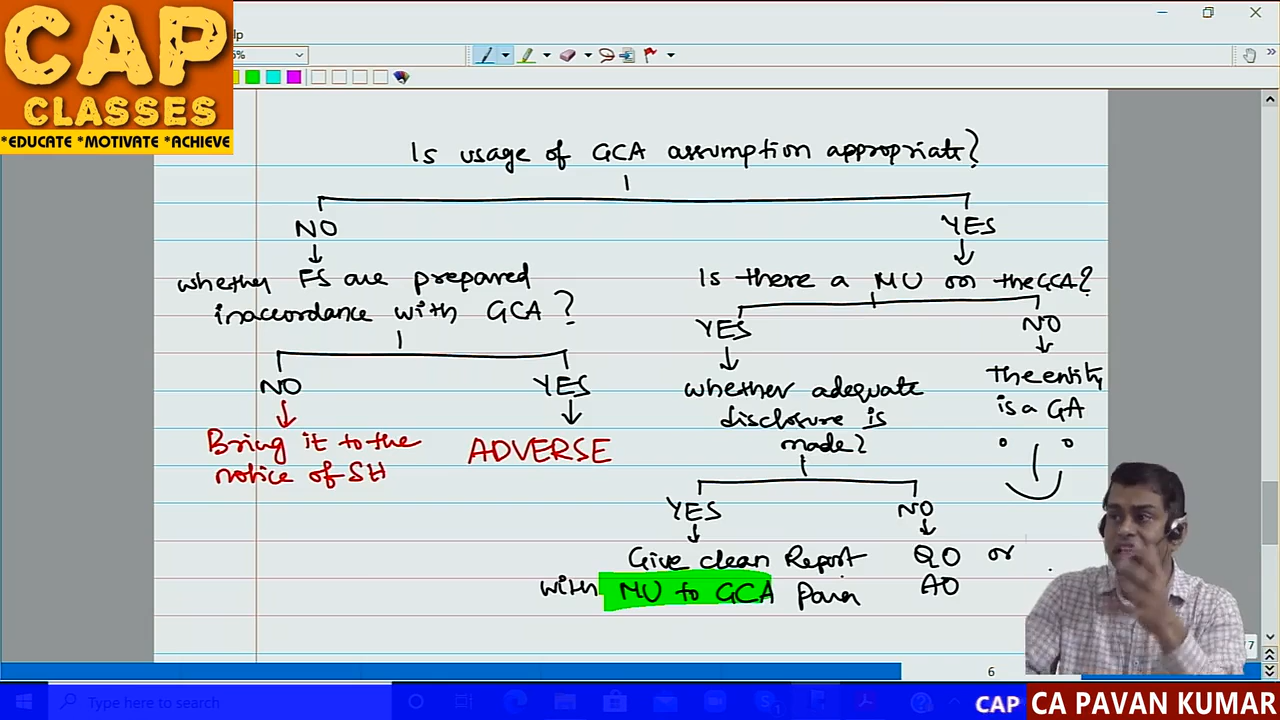 CAP
CLASSES
*EDUCATE *MOTIVATE *ACHIEVE
lp
5%
Is usage of GCA assumption appropriate?
NO
YES
whether FS are prepared
inaccordance with GCA?
Is there a MU on the GCA?
NO
YES
YES
NO
Bring it to the
notice of SH
ADVERSE
whether adequate
disclosure is
made?
The entity
is a GA
YES
NO
Give clean Report
with MU to GCA Para
QO or
AO
6
Type here to search
CAP CA PAVAN KUMAR